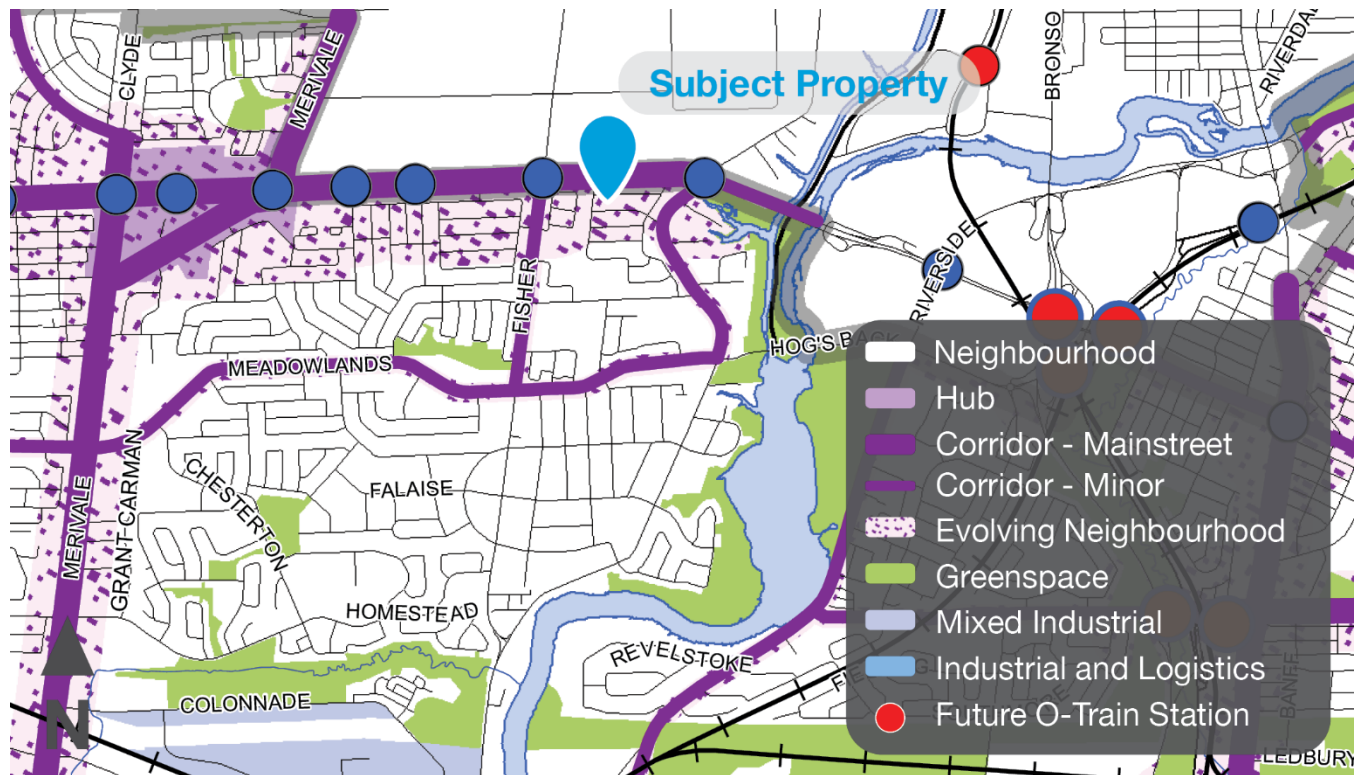 CLYDE
MERIVALE
Subject Property
BRONSO
RIVERDA
FISHER
RIVERSIDE
HOG'S BACK
MEADOWLANDS
MERIVALE
GRANT-CARMAN
CHESTERTON
FALAISE
HOMESTEAD
REVELSTOKE
COLONNADE
N
Neighbourhood
Hub
Corridor - Mainstreet
Corridor - Minor
Evolving Neighbourhood
Greenspace
Mixed Industrial
Industrial and Logistics
Future O-Train Station
BANFF
LEDBURY